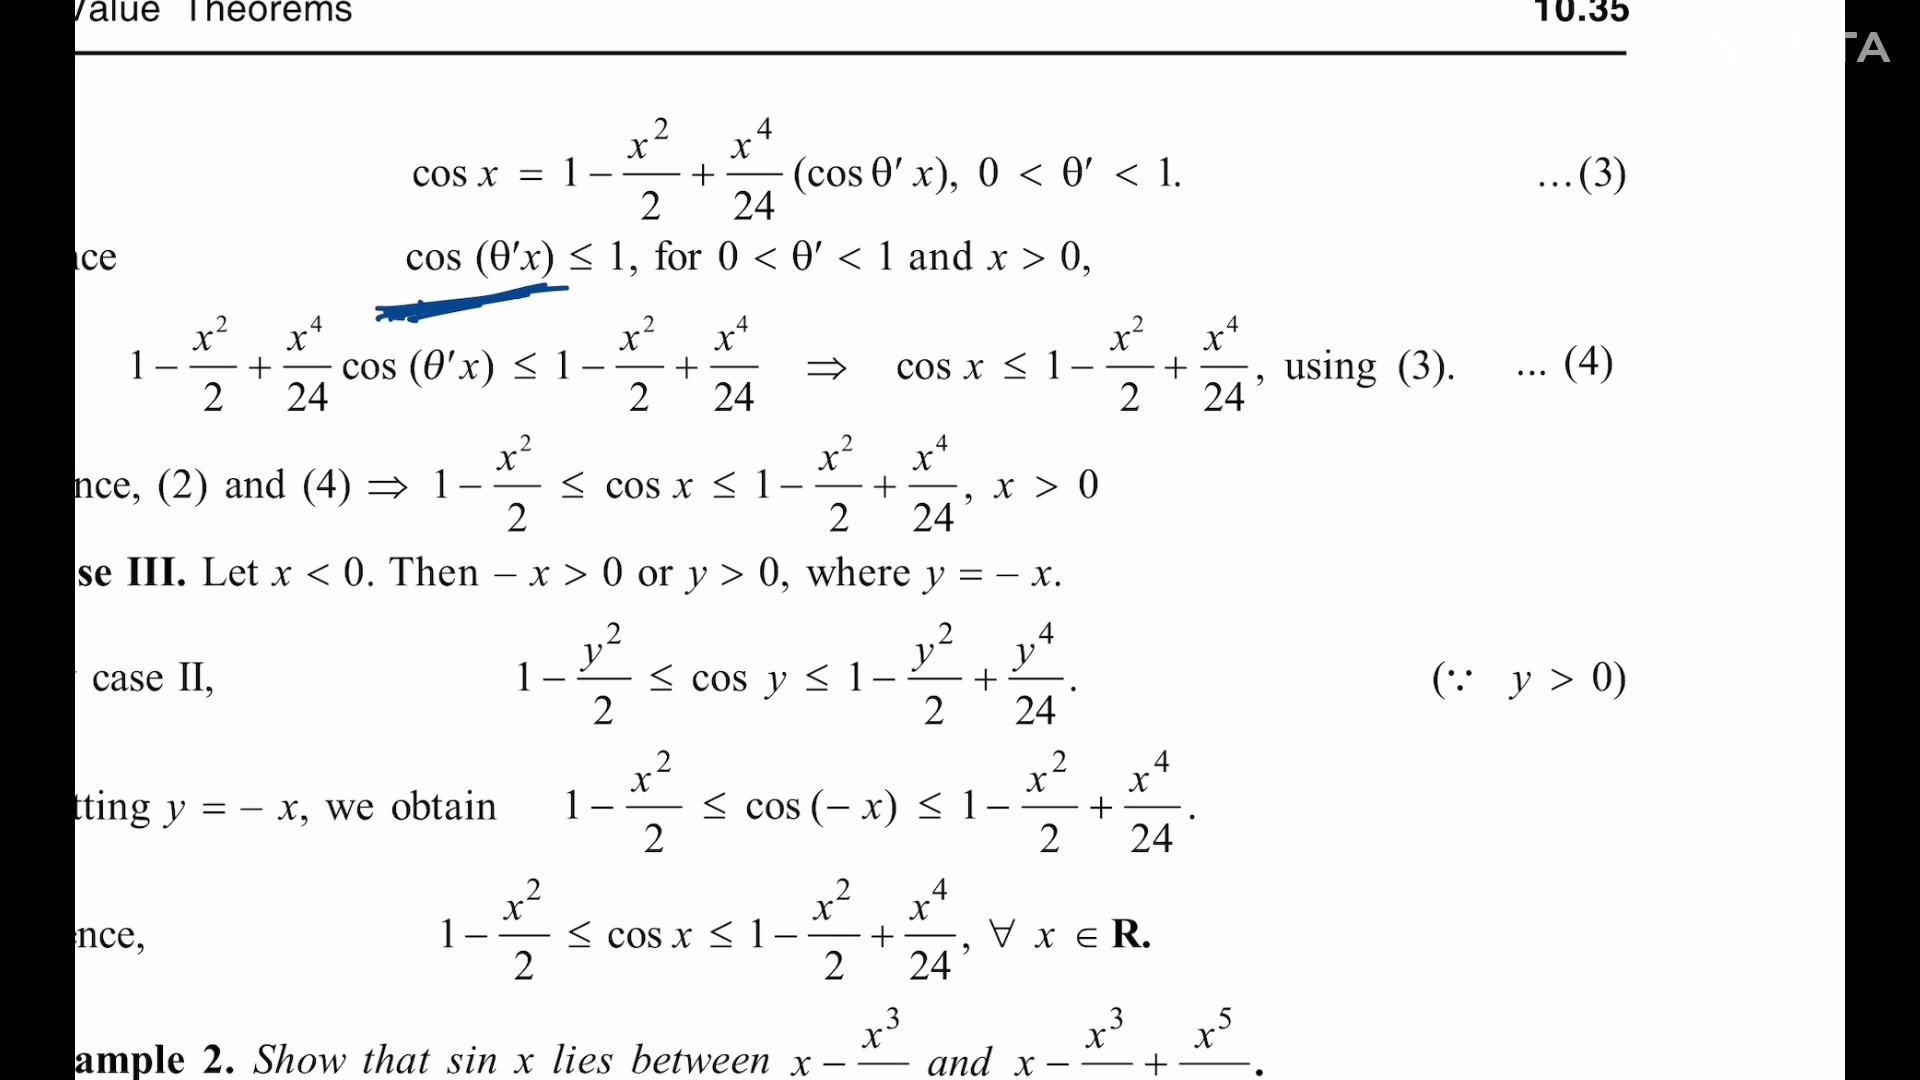 Value Theorems 10.35
TA
cos x = 1 − x²/2 + x⁴/24 (cos θ′ x), 0 < θ′ < 1. ...(3)
ce cos (θ′x) ≤ 1, for 0 < θ′ < 1 and x > 0,
1 − x²/2 + x⁴/24 cos (θ′x) ≤ 1 − x²/2 + x⁴/24 ⇒ cos x ≤ 1 − x²/2 + x⁴/24, using (3). ... (4)
nce, (2) and (4) ⇒ 1 − x²/2 ≤ cos x ≤ 1 − x²/2 + x⁴/24, x > 0
se III. Let x < 0. Then − x > 0 or y > 0, where y = − x.
case II, 1 − y²/2 ≤ cos y ≤ 1 − y²/2 + y⁴/24. (∵ y > 0)
tting y = − x, we obtain 1 − x²/2 ≤ cos (− x) ≤ 1 − x²/2 + x⁴/24.
nce, 1 − x²/2 ≤ cos x ≤ 1 − x²/2 + x⁴/24, ∀ x ∈ R.
ample 2. Show that sin x lies between x − x³ and x − x³ + x⁵ .